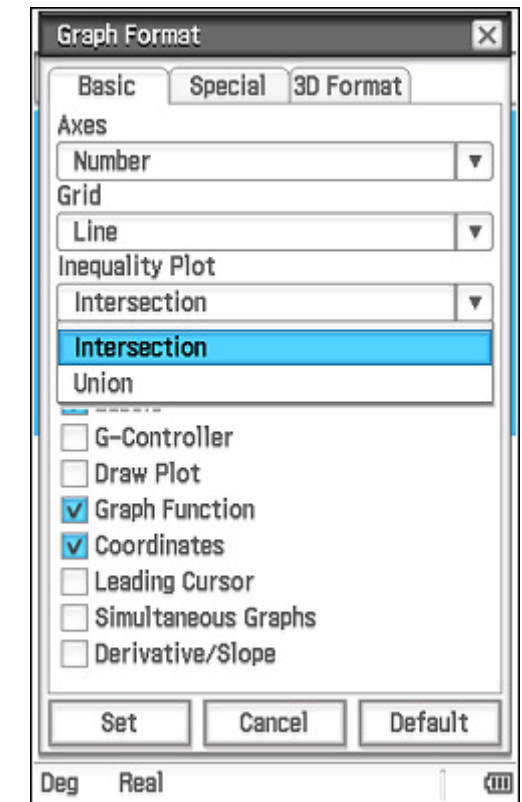 Graph Format
Basic Special 3D Format
Axes
Number
Grid
Line
Inequality Plot
Intersection
Intersection
Union
G-Controller
Draw Plot
Graph Function
Coordinates
Leading Cursor
Simultaneous Graphs
Derivative/Slope
Set Cancel Default
Deg Real